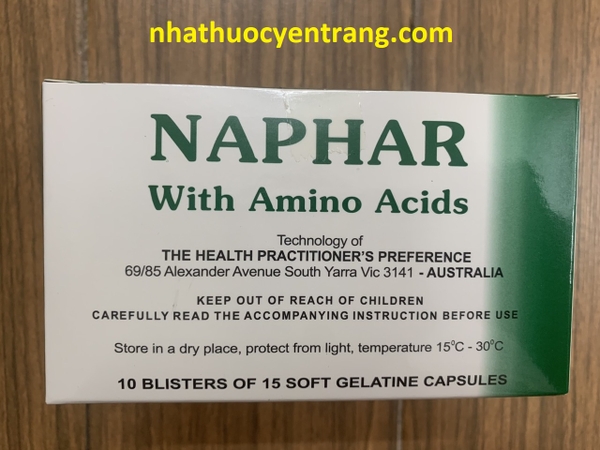 nhathuocyentrang.com
NAPHAR
With Amino Acids
Technology of
THE HEALTH PRACTITIONER'S PREFERENCE
69/85 Alexander Avenue South Yarra Vic 3141 - AUSTRALIA
KEEP OUT OF REACH OF CHILDREN
CAREFULLY READ THE ACCOMPANYING INSTRUCTION BEFORE USE
Store in a dry place, protect from light, temperature 15°C - 30°C
10 BLISTERS OF 15 SOFT GELATINE CAPSULES